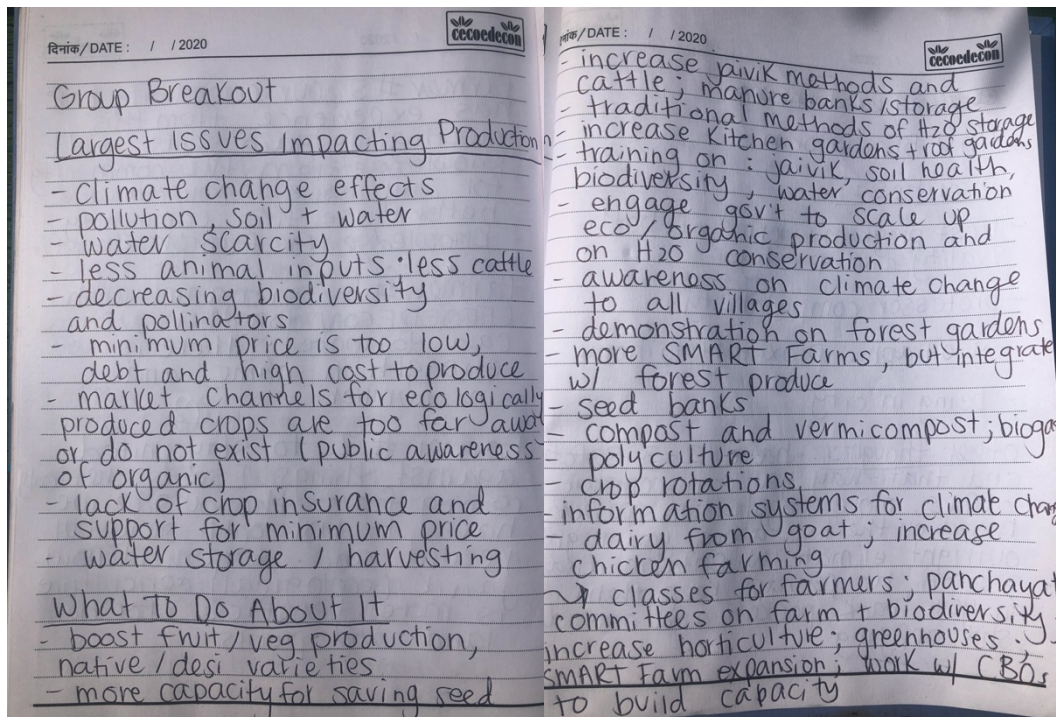 दिनांक/DATE : / / 2020
cecoedecon
Group Breakout
Largest Issues Impacting Production
- climate change effects
- pollution, soil + water
- water scarcity
- less animal inputs · less cattle
- decreasing biodiversity
and pollinators
- minimum price is too low,
debt and high cost to produce
- market channels for ecologically
produced crops are too far awa
or do not exist (public awareness
of organic)
- lack of crop insurance and
support for minimum price
- water storage / harvesting
What To Do About It
- boost fruit/veg production,
native/desi varieties
- more capacity for saving seed
दिनांक/DATE : / / 2020
cecoedecon
- increase jaivik methods and
cattle; manure banks/storage
- traditional methods of H2O storage
- increase kitchen gardens + roof gardens
- training on: jaivik, soil health,
biodiversity, water conservation
- engage gov't to scale up
eco/organic production and
on H2O conservation
- awareness on climate change
to all villages
- demonstration on forest gardens
- more SMART Farms, but integrate
w/ forest produce
- seed banks
- compost and vermicompost; bioga
- polyculture
- crop rotations
- information systems for climate chan
- dairy from goat; increase
chicken farming
→ classes for farmers; panchayat
committees on farm + biodiversity
increase horticulture; greenhouses;
SMART Farm expansion; work w/ CBOs
to build capacity